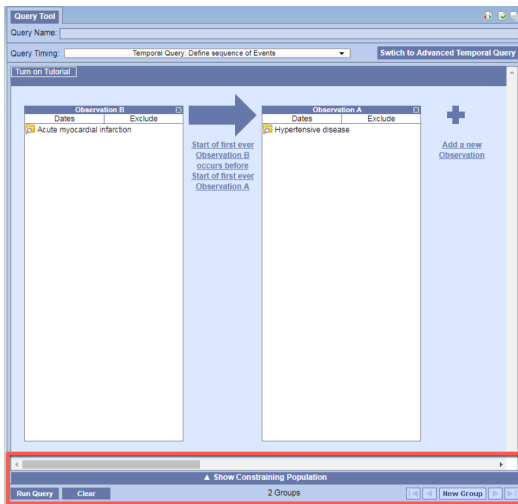 Query Tool
Query Name:
Query Timing: Temporal Query: Define sequence of Events Swtich to Advanced Temporal Query
Turn on Tutorial
Observation B
Dates Exclude
Acute myocardial infarction
Start of first ever
Observation B
occurs before
Start of first ever
Observation A
Observation A
Dates Exclude
Hypertensive disease
Add a new
Observation
Show Constraining Population
Run Query Clear 2 Groups New Group